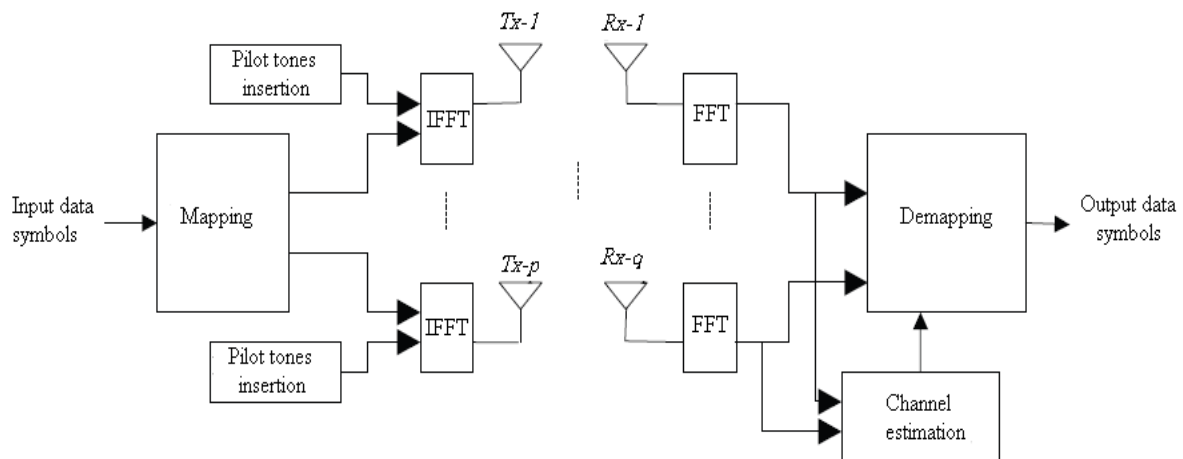 Tx-1
Rx-1
Pilot tones
insertion
IFFT
FFT
Input data
symbols
Mapping
Demapping
Output data
symbols
Tx-p
Rx-q
IFFT
FFT
Pilot tones
insertion
Channel
estimation